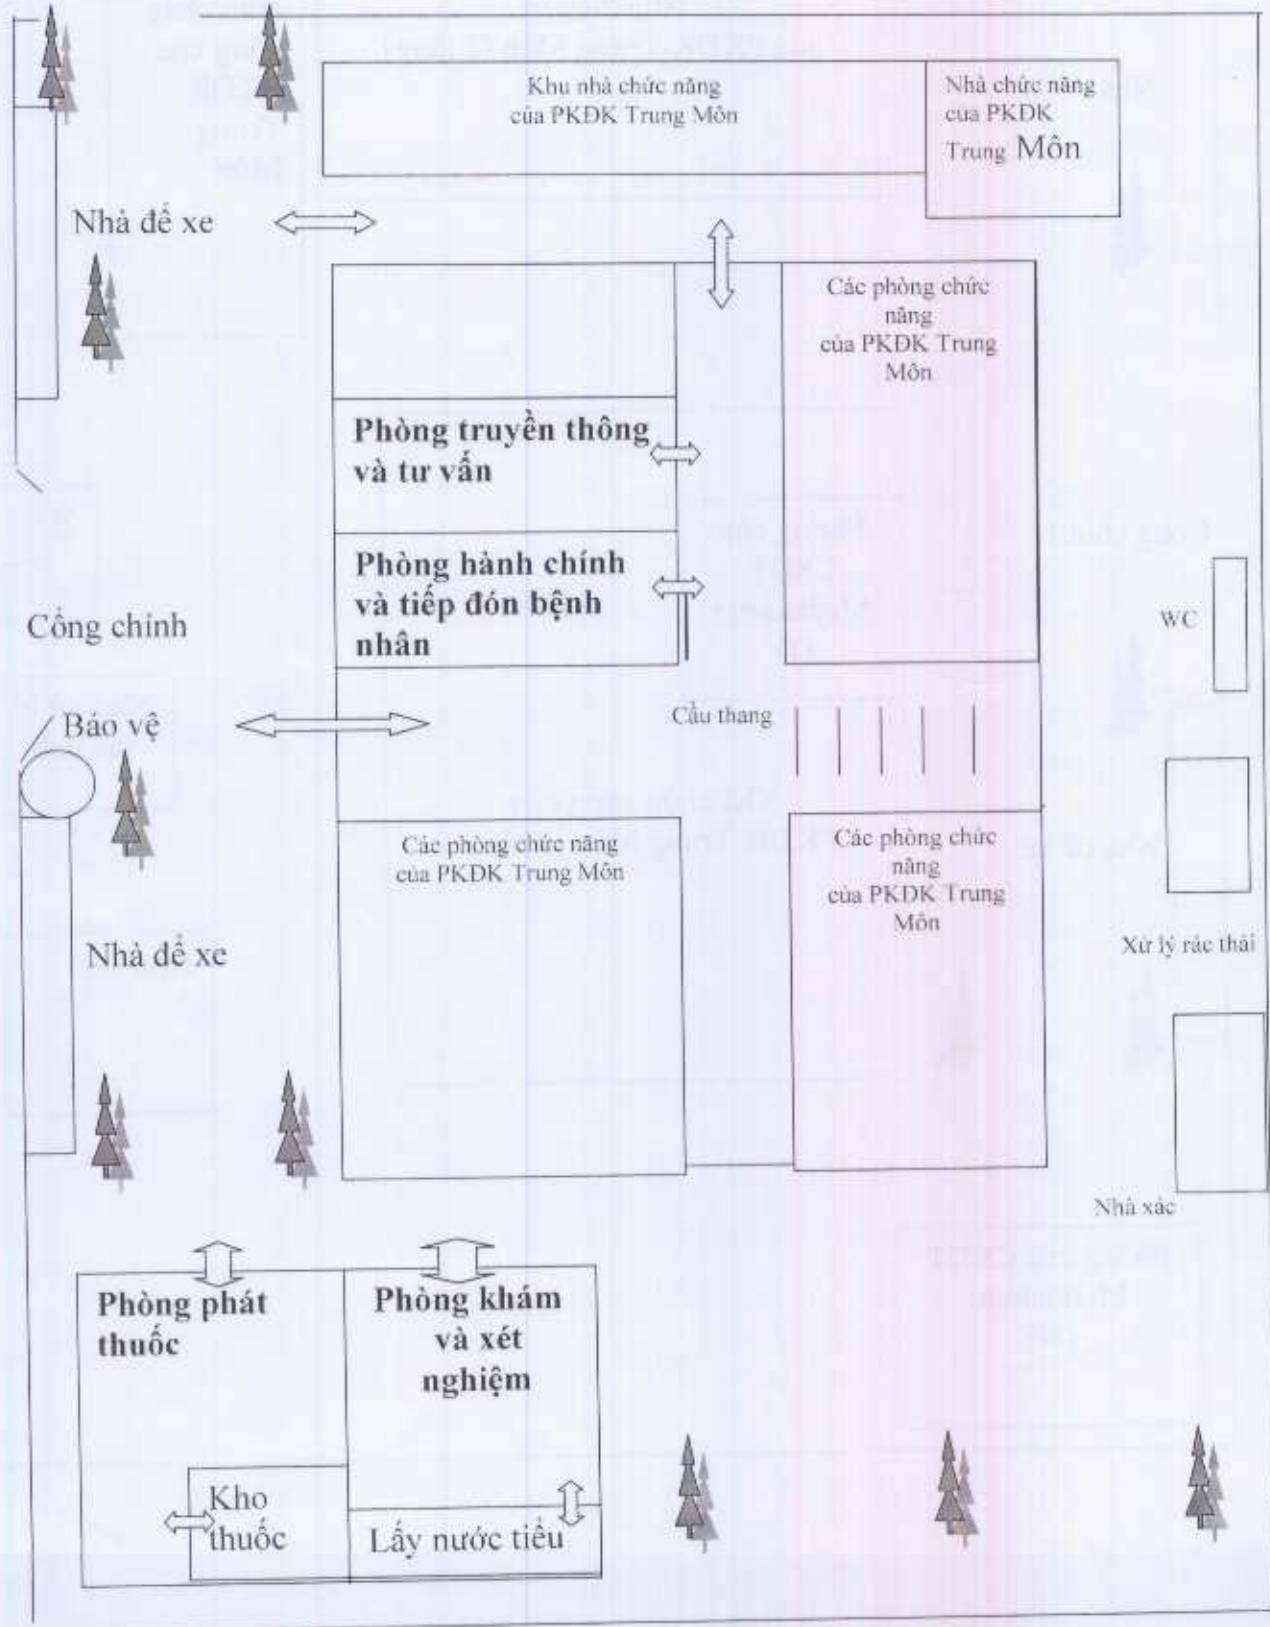 Khu nhà chức năng
của PKĐK Trung Môn
Nhà chức năng
của PKĐK
Trung Môn
Nhà để xe
Các phòng chức
năng
của PKĐK Trung
Môn
Phòng truyền thông
và tư vấn
Phòng hành chính
và tiếp đón bệnh
nhân
Cổng chính
WC
Bảo vệ
Cầu thang
Các phòng chức năng
của PKĐK Trung Môn
Các phòng chức
năng
của PKĐK Trung
Môn
Nhà để xe
Xử lý rác thải
Nhà xác
Phòng phát
thuốc
Phòng khám
và xét
nghiệm
Kho
thuốc
Lấy nước tiểu